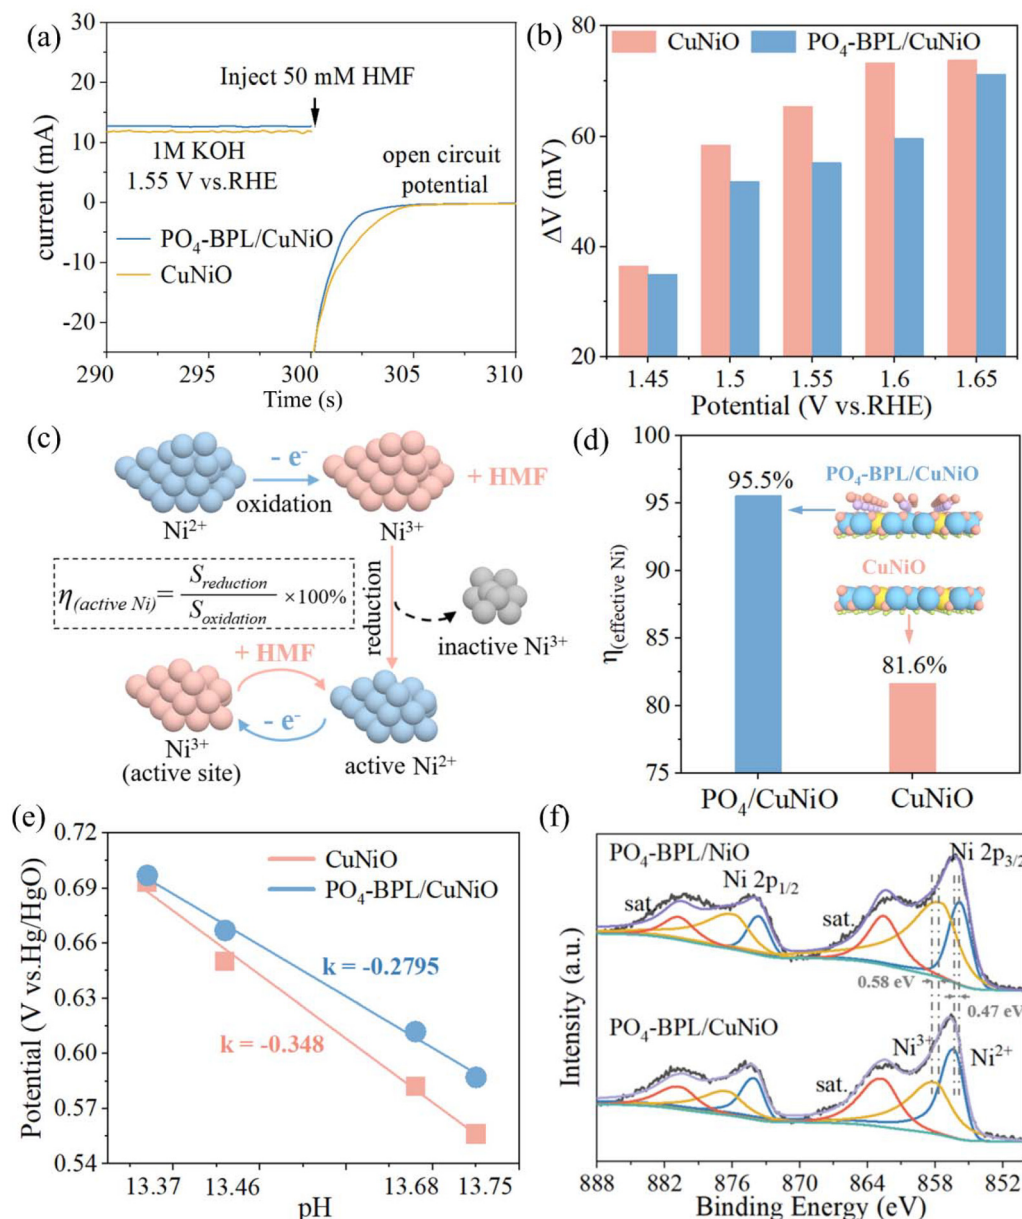 (a)
30
20
10
0
-10
-20
current (mA)
Inject 50 mM HMF
1M KOH
1.55 V vs.RHE
open circuit
potential
PO₄-BPL/CuNiO
CuNiO
290 295 300 305 310
Time (s)
(b)
CuNiO PO₄-BPL/CuNiO
80
60
40
20
ΔV (mV)
1.45 1.5 1.55 1.6 1.65
Potential (V vs.RHE)
(c)
- e⁻
oxidation
+ HMF
Ni²⁺
Ni³⁺
η(active Ni)=
S reduction
S oxidation
×100%
reduction
inactive Ni³⁺
+ HMF
- e⁻
Ni³⁺
(active site)
active Ni²⁺
(d)
100
95
90
85
80
75
η(effective Ni)
95.5%
PO₄-BPL/CuNiO
CuNiO
81.6%
PO₄/CuNiO CuNiO
(e)
0.72
0.69
0.66
0.63
0.60
0.57
0.54
Potential (V vs.Hg/HgO)
CuNiO
PO₄-BPL/CuNiO
k = -0.2795
k = -0.348
13.37 13.46 13.68 13.75
pH
(f)
PO₄-BPL/NiO
Ni 2p₃/₂
Ni 2p₁/₂
sat.
sat.
0.58 eV
0.47 eV
PO₄-BPL/CuNiO
Ni³⁺
Ni²⁺
sat.
Intensity (a.u.)
888 882 876 870 864 858 852
Binding Energy (eV)